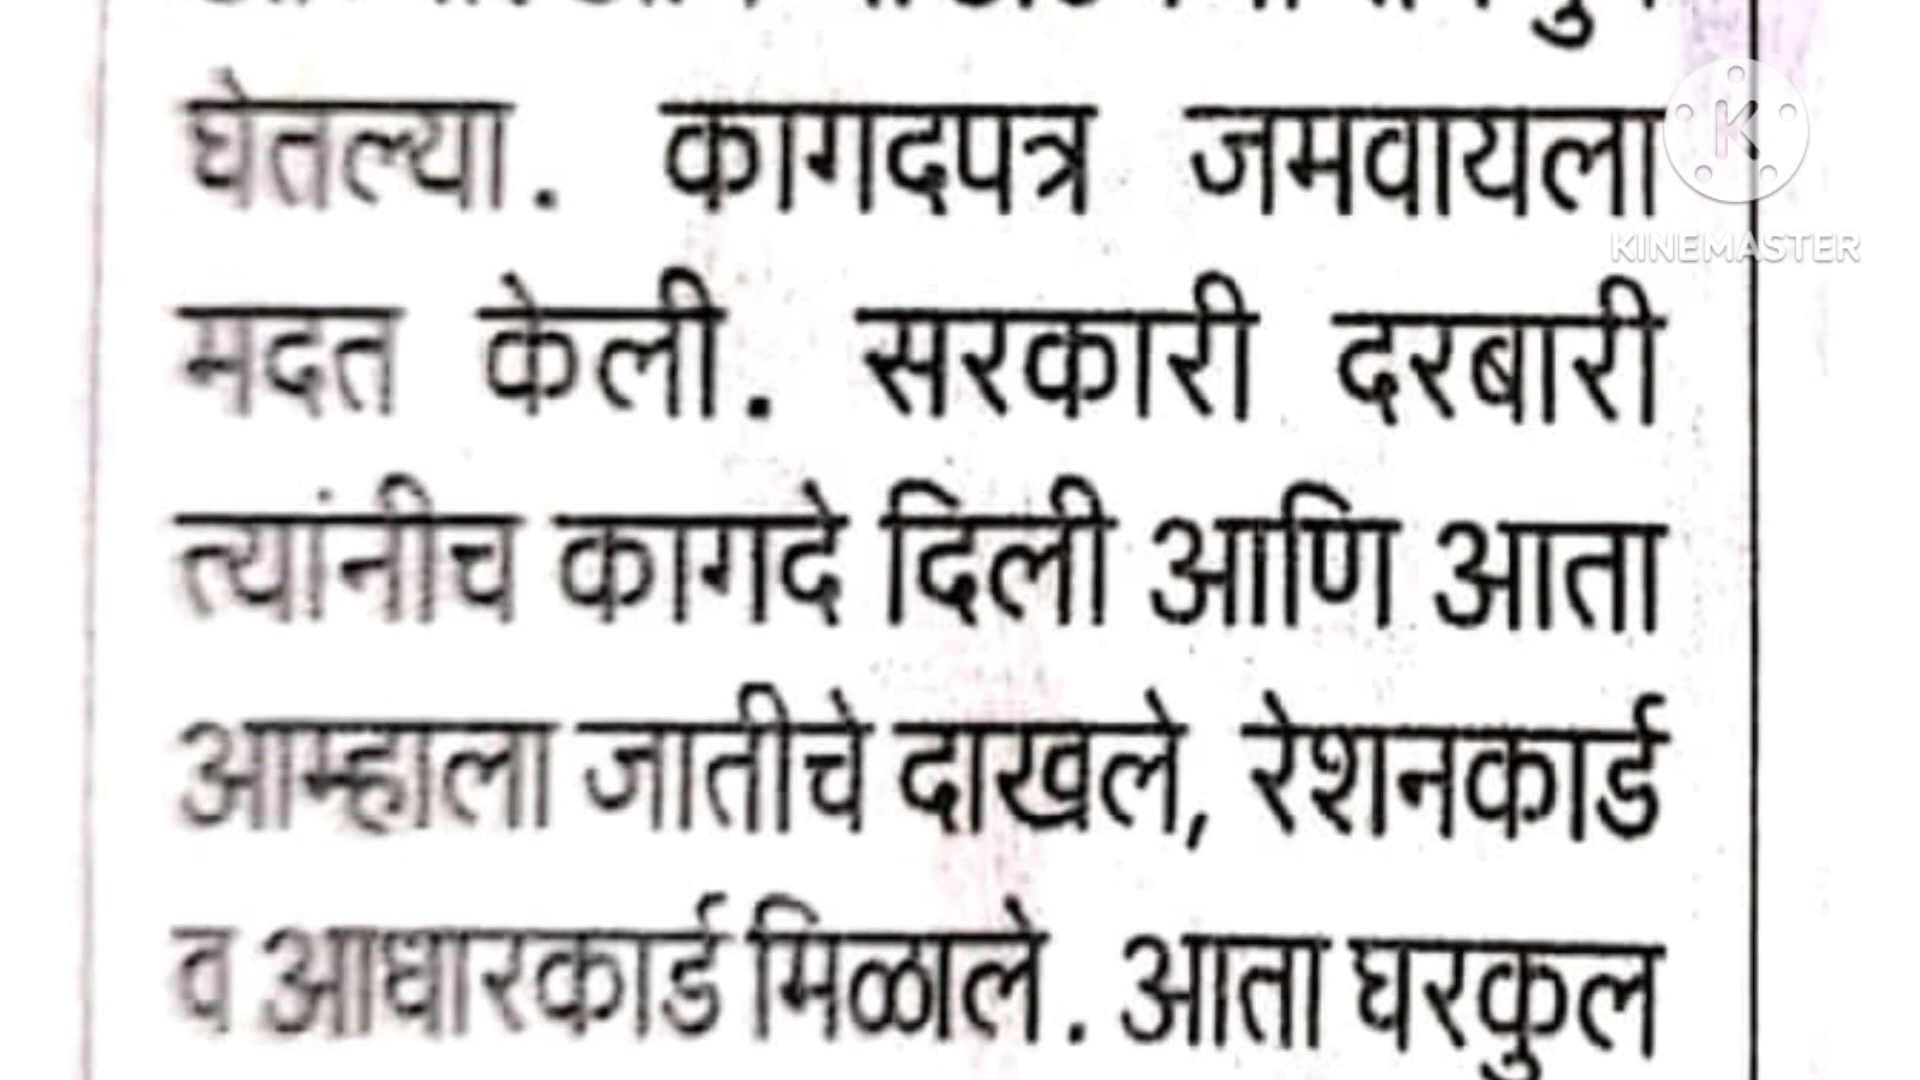 घेतल्या. कागदपत्र जमवायला
मदत केली. सरकारी दरबारी
त्यांनीच कागदे दिली आणि आता
आम्हाला जातीचे दाखले, रेशनकार्ड
व आधारकार्ड मिळाले. आता घरकुल
K
KINEMASTER